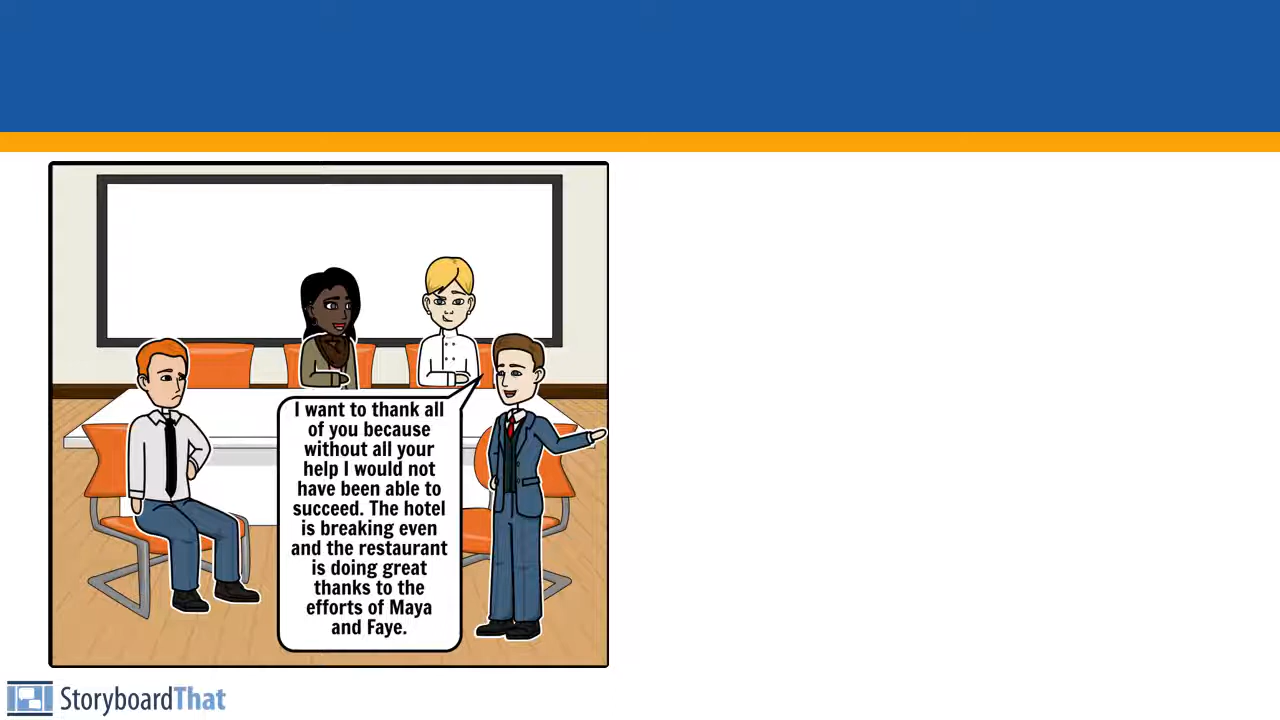 I want to thank all
of you because
without all your
help I would not
have been able to
succeed. The hotel
is breaking even
and the restaurant
is doing great
thanks to the
efforts of Maya
and Faye.
StoryboardThat